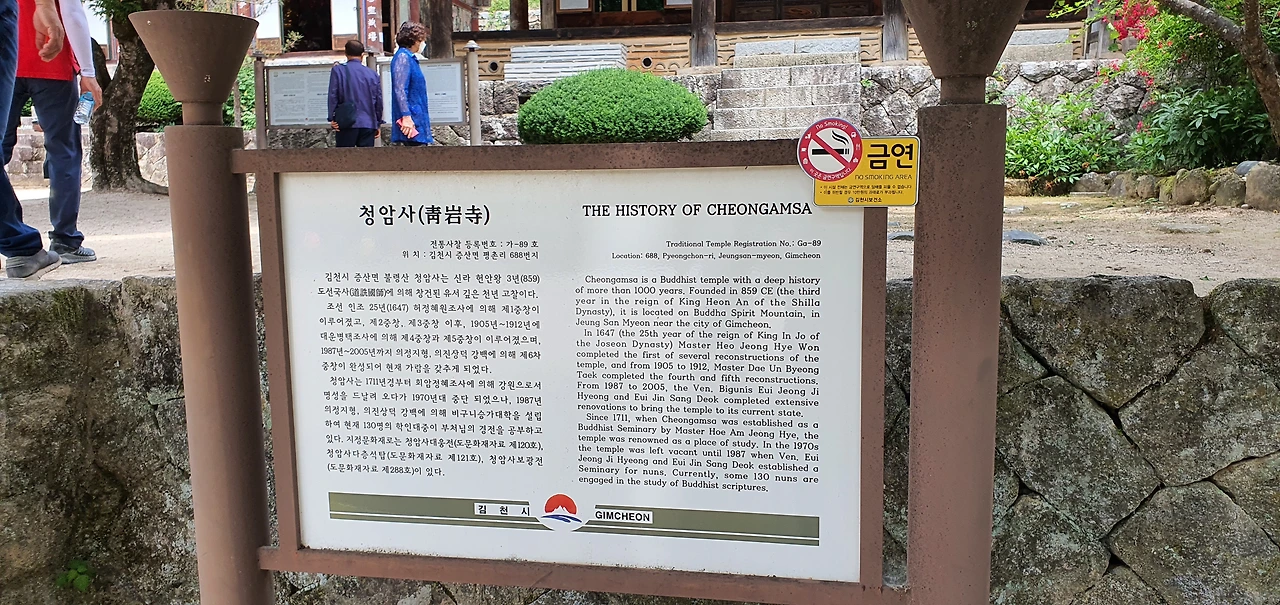 청암사(靑岩寺)
전통사찰 등록번호 : 가-89 호
위 치 : 김천시 증산면 평촌리 688번지
김천시 증산면 불령산 청암사는 신라 헌안왕 3년(859)
도선국사(道詵國師)에 의해 창건된 유서 깊은 천년 고찰이다.
조선 인조 25년(1647) 허정혜원조사에 의해 제1중창이
이루어졌고, 제2중창, 제3중창 이후, 1905년~1912년에
대운병택조사에 의해 제4중창과 제5중창이 이루어졌으며,
1987년~2005년까지 의정지형, 의진상덕 강백에 의해 제6차
중창이 완성되어 현재 가람을 갖추게 되었다.
청암사는 1711년경부터 회암정혜조사에 의해 강원으로서
명성을 드날려 오다가 1970년대 중단 되었으나, 1987년
의정지형, 의진상덕 강백에 의해 비구니승가대학을 설립
하여 현재 130명의 학인대중이 부처님의 경전을 공부하고
있다. 지정문화재로는 청암사대웅전(도문화재자료 제120호),
청암사다층석탑(도문화재자료 제121호), 청암사보광전
(도문화재자료 제288호)이 있다.
THE HISTORY OF CHEONGAMSA
Traditional Temple Registration No.: Ga-89
Location: 688, Pyeongchon-ri, Jeungsan-myeon, Gimcheon
Cheongamsa is a Buddhist temple with a deep history
of more than 1000 years. Founded in 859 CE (the third
year in the reign of King Heon An of the Shilla
Dynasty), it is located on Buddha Spirit Mountain, in
Jeung San Myeon near the city of Gimcheon.
In 1647 (the 25th year of the reign of King In Jo of
the Joseon Dynasty) Master Heo Jeong Hye Won
completed the first of several reconstructions of the
temple, and from 1905 to 1912, Master Dae Un Byeong
Taek completed the fourth and fifth reconstructions.
From 1987 to 2005, the Ven. Bigunis Eui Jeong Ji
Hyeong and Eui Jin Sang Deok completed extensive
renovations to bring the temple to its current state.
Since 1711, when Cheongamsa was established as a
Buddhist Seminary by Master Hoe Am Jeong Hye, the
temple was renowned as a place of study. In the 1970s
the temple was left vacant until 1987 when Ven. Eui
Jeong Ji Hyeong and Eui Jin Sang Deok established a
Seminary for nuns. Currently, some 130 nuns are
engaged in the study of Buddhist scriptures.
김 천 시
GIMCHEON
No Smoking!
금연
NO SMOKING AREA
김천시보건소